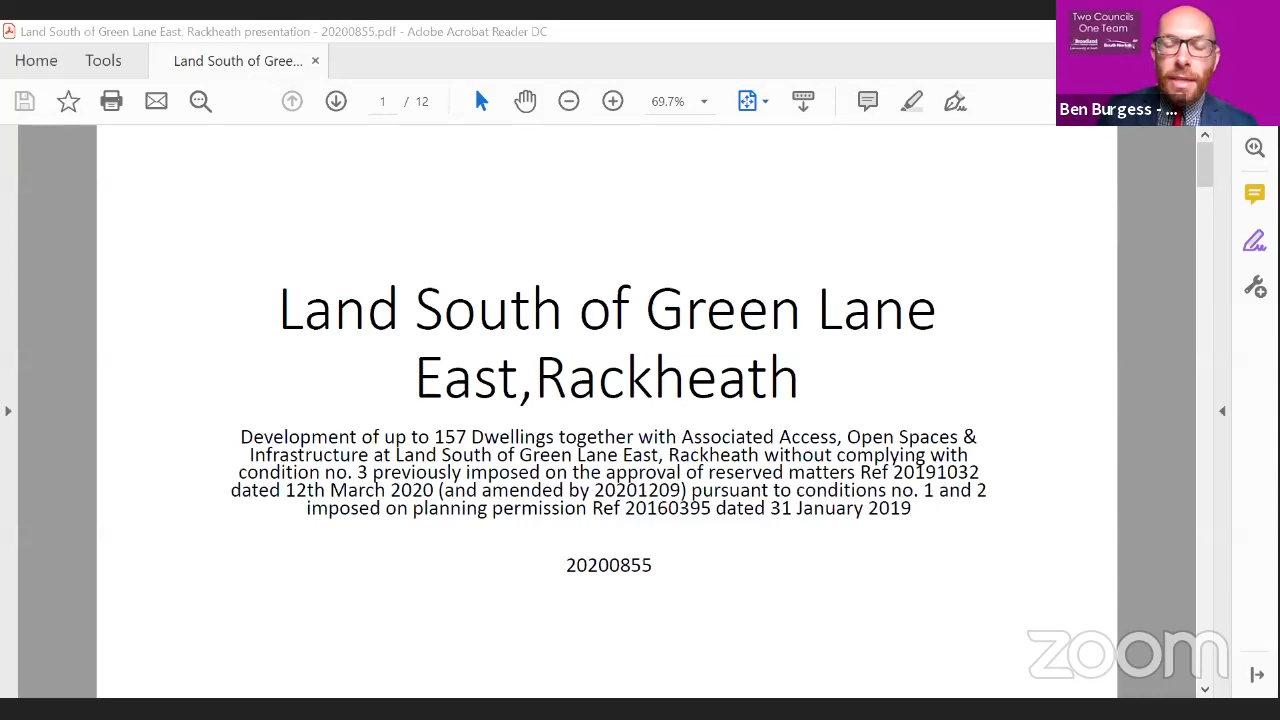 Land South of Green Lane East, Rackheath presentation - 20200855.pdf - Adobe Acrobat Reader DC
Two Councils
One Team
Broadland
South Norfolk
Home
Tools
Land South of Gree...
1 / 12
69.7%
Ben Burgess - ...
Land South of Green Lane
East,Rackheath
Development of up to 157 Dwellings together with Associated Access, Open Spaces &
Infrastructure at Land South of Green Lane East, Rackheath without complying with
condition no. 3 previously imposed on the approval of reserved matters Ref 20191032
dated 12th March 2020 (and amended by 20201209) pursuant to conditions no. 1 and 2
imposed on planning permission Ref 20160395 dated 31 January 2019
20200855
zoom